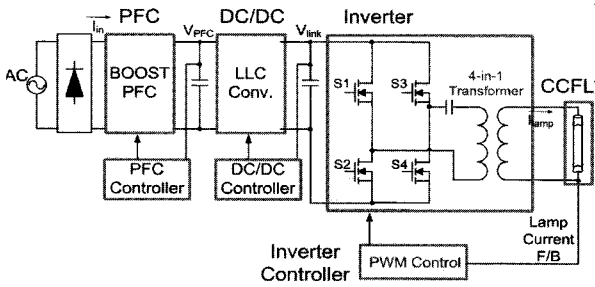 PFC
DC/DC
Inverter
Iin
VPFC
Vlink
AC
BOOST
PFC
LLC
Conv.
S1
S3
4-in-1
Transformer
CCFL
Ilamp
S2
S4
PFC
Controller
DC/DC
Controller
Lamp
Current
F/B
Inverter
Controller
PWM Control